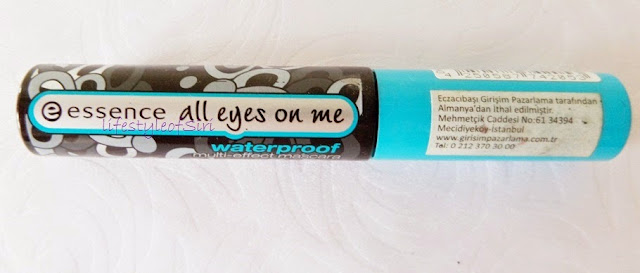 essence all eyes on me
lifestyleofSiri
waterproof
multi-effect mascara
Eczacıbaşı Girişim Pazarlama tarafından
Almanya'dan ithal edilmiştir.
Mehmetçik Caddesi No:61 34394
Mecidiyeköy-İstanbul
www.girisimpazarlama.com.tr
Tel: 0 212 370 30 00